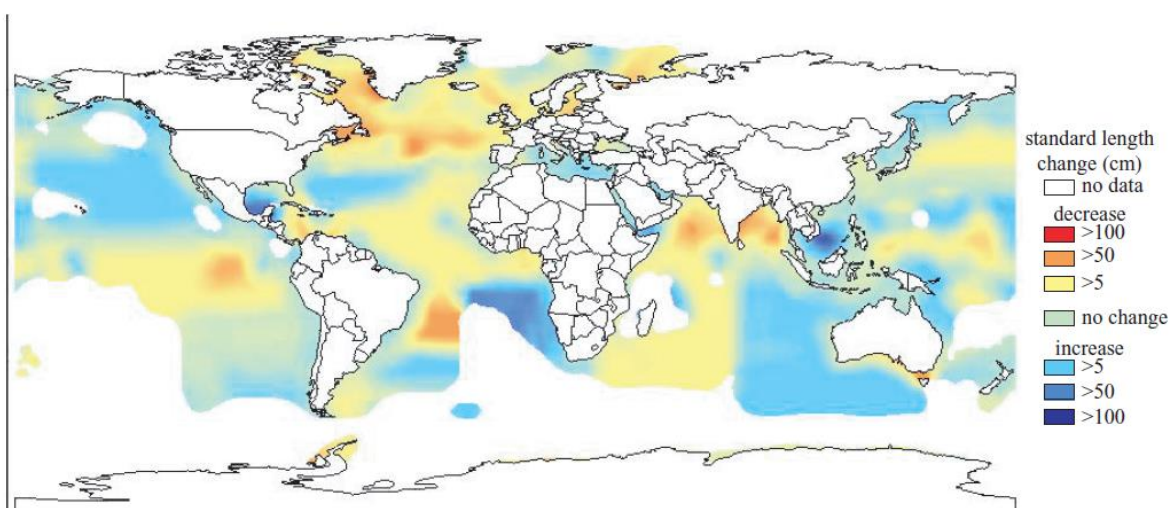 standard length
change (cm)
no data
decrease
>100
>50
>5
no change
increase
>5
>50
>100